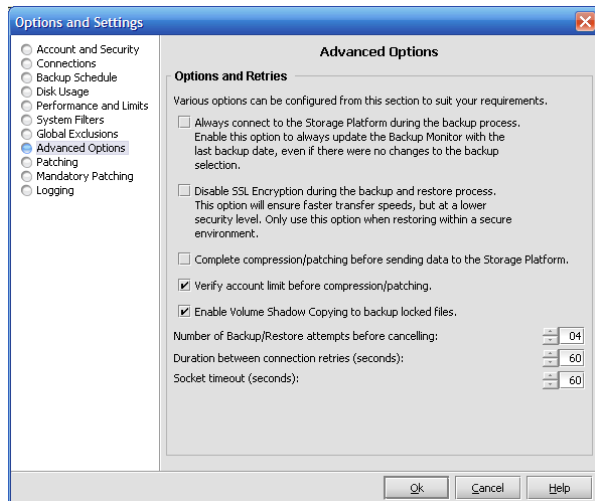 Options and Settings
Account and Security
Connections
Backup Schedule
Disk Usage
Performance and Limits
System Filters
Global Exclusions
Advanced Options
Patching
Mandatory Patching
Logging
Advanced Options
Options and Retries
Various options can be configured from this section to suit your requirements.
Always connect to the Storage Platform during the backup process.
Enable this option to always update the Backup Monitor with the
last backup date, even if there were no changes to the backup
selection.
Disable SSL Encryption during the backup and restore process.
This option will ensure faster transfer speeds, but at a lower
security level. Only use this option when restoring within a secure
environment.
Complete compression/patching before sending data to the Storage Platform.
Verify account limit before compression/patching.
Enable Volume Shadow Copying to backup locked files.
Number of Backup/Restore attempts before cancelling: 04
Duration between connection retries (seconds): 60
Socket timeout (seconds): 60
Ok Cancel Help